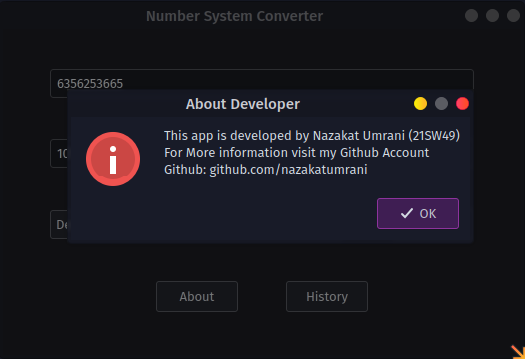 Number System Converter
6356253665
About Developer
This app is developed by Nazakat Umrani (21SW49)
For More information visit my Github Account
Github: github.com/nazakatumrani
10
OK
De
About
History